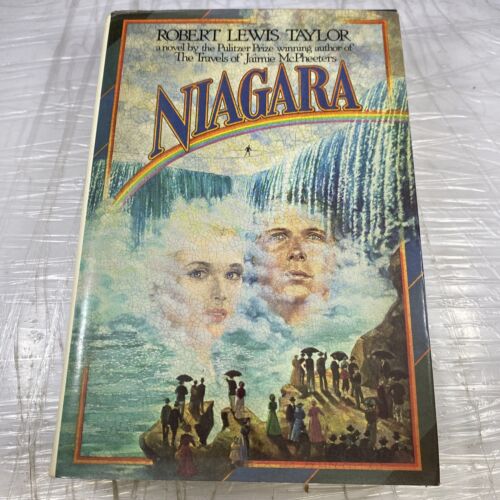 ROBERT LEWIS TAYLOR
a novel by the Pulitzer Prize winning author of
The Travels of Jaimie McPheeters
NIAGARA